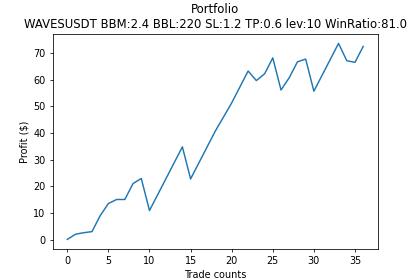 Portfolio
WAVESUSDT BBM:2.4 BBL:220 SL:1.2 TP:0.6 lev:10 WinRatio:81.0
Profit ($)
70
60
50
40
30
20
10
0
0 5 10 15 20 25 30 35
Trade counts